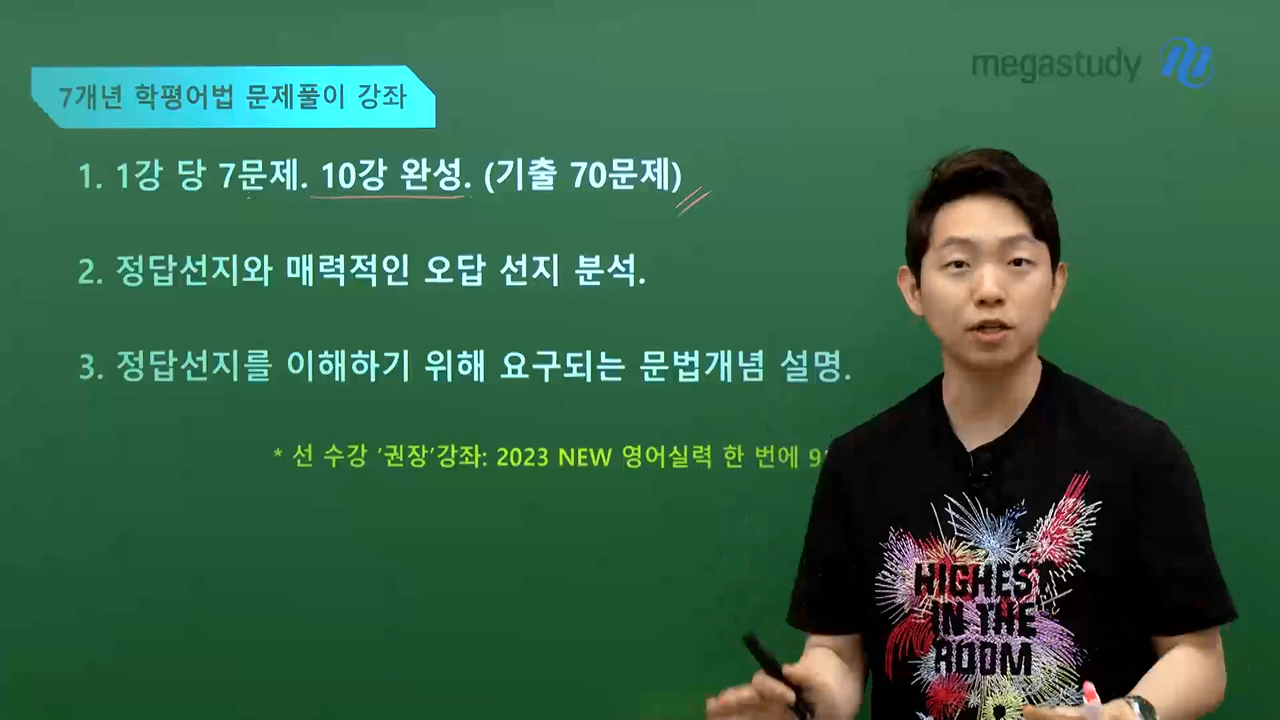 megastudy
7개년 학평어법 문제풀이 강좌
1. 1강 당 7문제. 10강 완성. (기출 70문제)
2. 정답선지와 매력적인 오답 선지 분석.
3. 정답선지를 이해하기 위해 요구되는 문법개념 설명.
* 선 수강 '권장'강좌: 2023 NEW 영어실력 한 번에
HIGHEST
IN THE
ROOM